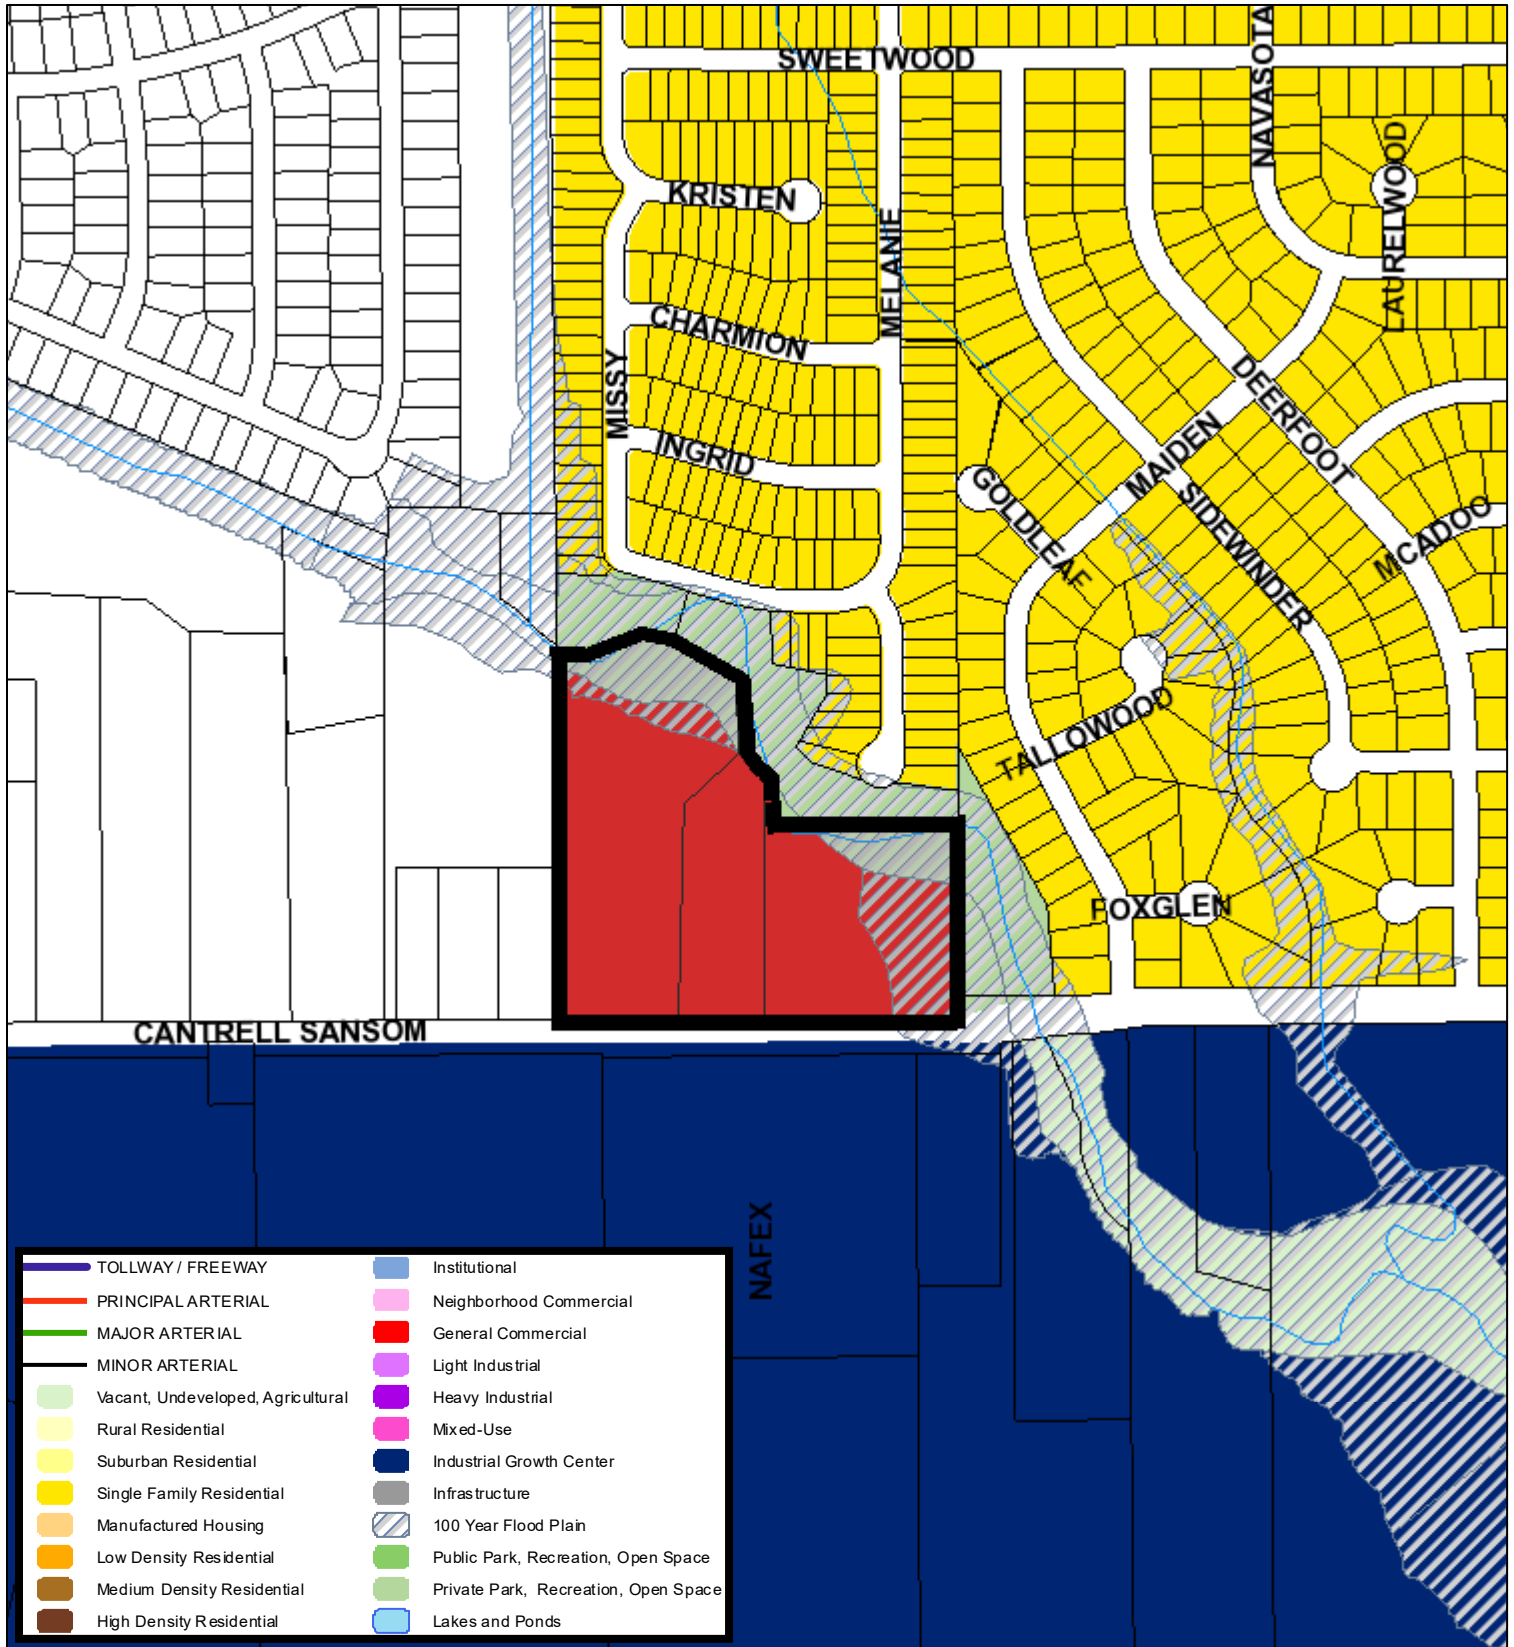 SWEETWOOD
NAVASOTA
LAURELWOOD
KRISTEN
MELANIE
CHARMION
MISSY
INGRID
DEERFOOT
MAIDEN
GOLDLEAF
SIDEWINDER
MCADOO
TALLOWOOD
FOXGLEN
CANTRELL SANSOM
NAFEX
TOLLWAY / FREEWAY
PRINCIPAL ARTERIAL
MAJOR ARTERIAL
MINOR ARTERIAL
Vacant, Undeveloped, Agricultural
Rural Residential
Suburban Residential
Single Family Residential
Manufactured Housing
Low Density Residential
Medium Density Residential
High Density Residential
Institutional
Neighborhood Commercial
General Commercial
Light Industrial
Heavy Industrial
Mixed-Use
Industrial Growth Center
Infrastructure
100 Year Flood Plain
Public Park, Recreation, Open Space
Private Park, Recreation, Open Space
Lakes and Ponds